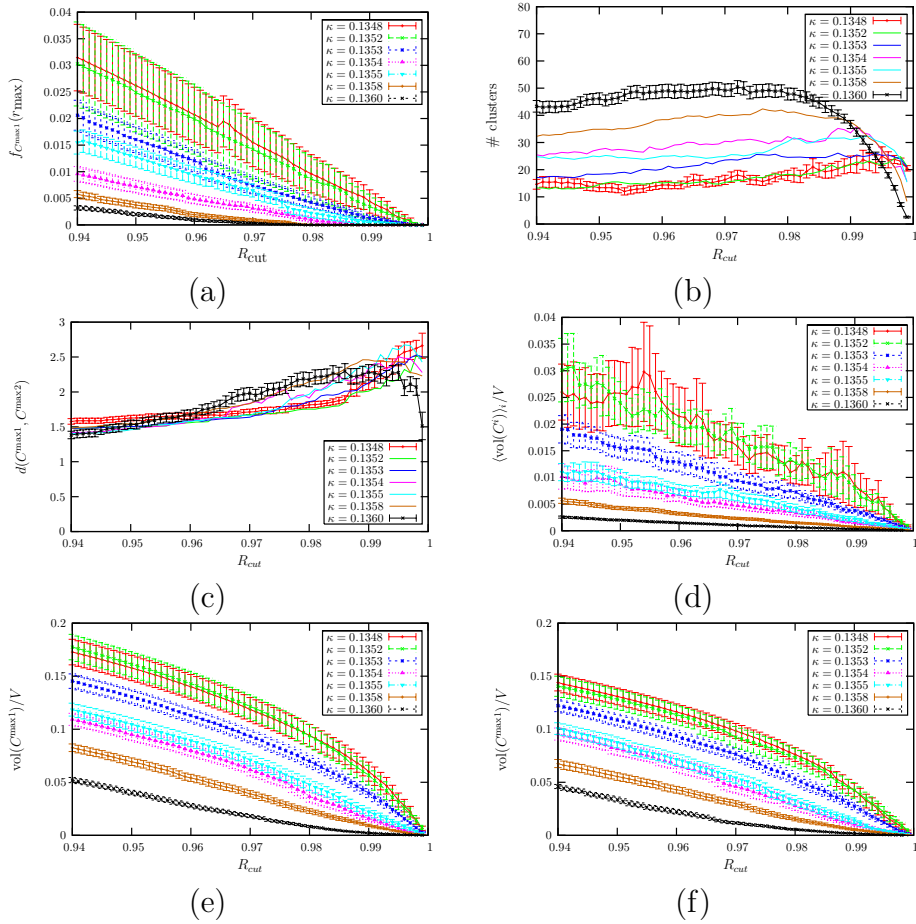 0.04
0.035
0.03
0.025
0.02
0.015
0.01
0.005
0
f_{C^{max1}}(r max)
κ = 0.1348
κ = 0.1352
κ = 0.1353
κ = 0.1354
κ = 0.1355
κ = 0.1358
κ = 0.1360
0.94 0.95 0.96 0.97 0.98 0.99 1
R_{cut}
(a)
80
70
60
50
40
30
20
10
0
# clusters
κ = 0.1348
κ = 0.1352
κ = 0.1353
κ = 0.1354
κ = 0.1355
κ = 0.1358
κ = 0.1360
0.94 0.95 0.96 0.97 0.98 0.99 1
R_{cut}
(b)
3
2.5
2
1.5
1
0.5
0
d(C^{max1}, C^{max2})
κ = 0.1348
κ = 0.1352
κ = 0.1353
κ = 0.1354
κ = 0.1355
κ = 0.1358
κ = 0.1360
0.94 0.95 0.96 0.97 0.98 0.99 1
R_{cut}
(c)
0.04
0.035
0.03
0.025
0.02
0.015
0.01
0.005
0
⟨vol(C^i)⟩_i/V
κ = 0.1348
κ = 0.1352
κ = 0.1353
κ = 0.1354
κ = 0.1355
κ = 0.1358
κ = 0.1360
0.94 0.95 0.96 0.97 0.98 0.99 1
R_{cut}
(d)
0.2
0.15
0.1
0.05
0
vol(C^{max1})/V
κ = 0.1348
κ = 0.1352
κ = 0.1353
κ = 0.1354
κ = 0.1355
κ = 0.1358
κ = 0.1360
0.94 0.95 0.96 0.97 0.98 0.99 1
R_{cut}
(e)
0.2
0.15
0.1
0.05
0
vol(C^{max1})/V
κ = 0.1348
κ = 0.1352
κ = 0.1353
κ = 0.1354
κ = 0.1355
κ = 0.1358
κ = 0.1360
0.94 0.95 0.96 0.97 0.98 0.99 1
R_{cut}
(f)